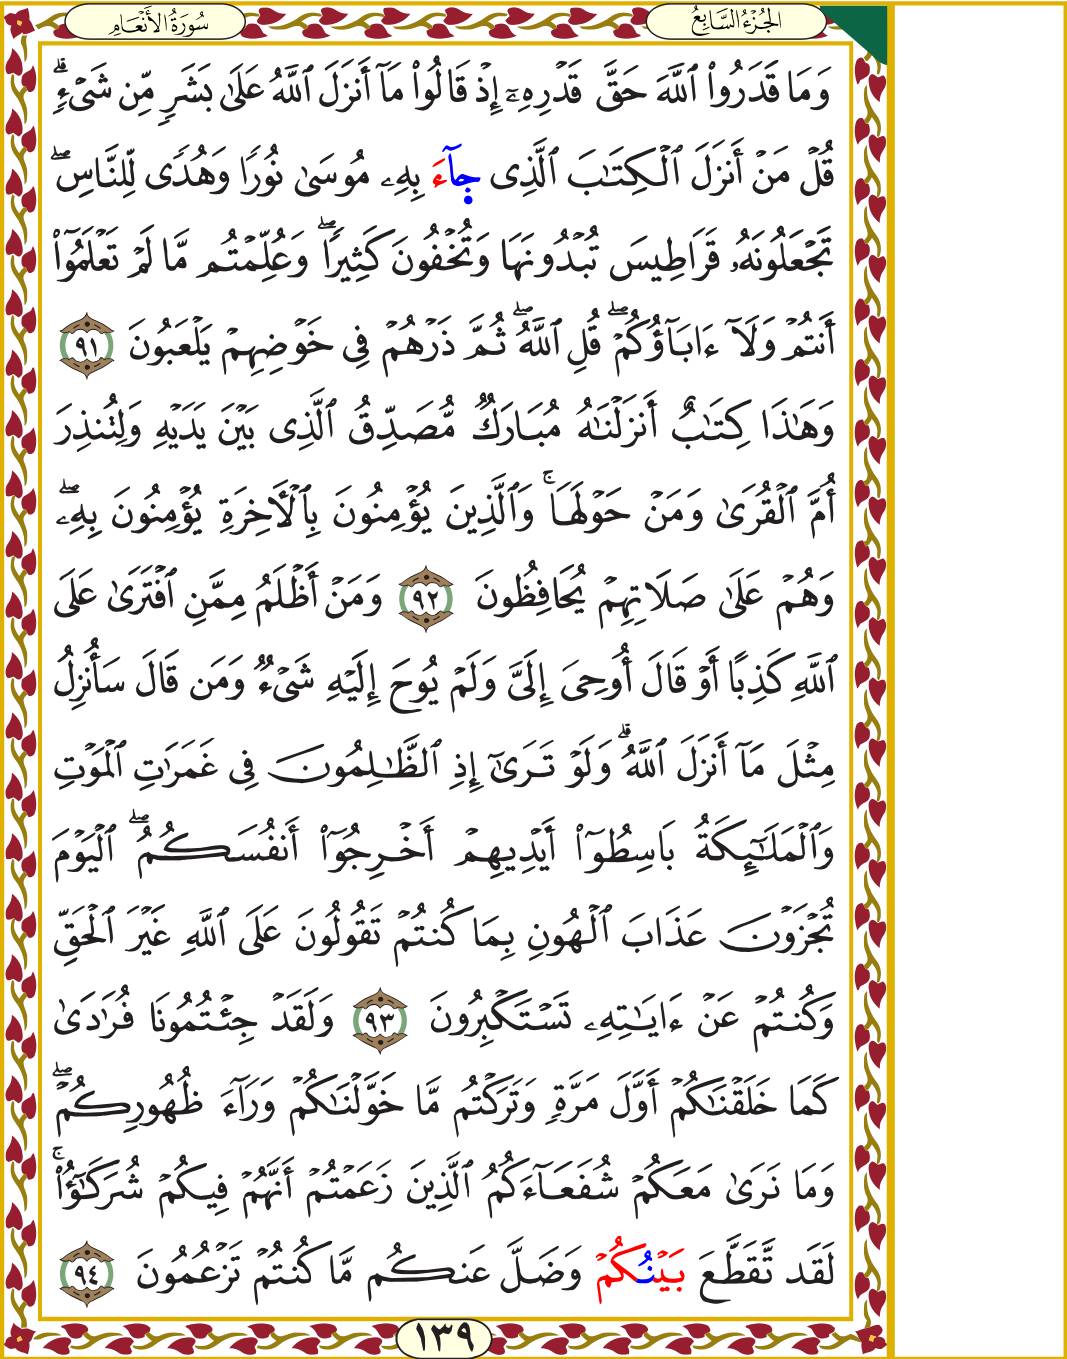 الجُزْءُ السَّابِعُ
سُورَةُ الأَنْعَامِ
وَمَا قَدَرُواْ ٱللَّهَ حَقَّ قَدْرِهِۦٓ إِذْ قَالُواْ مَآ أَنزَلَ ٱللَّهُ عَلَىٰ بَشَرٍ مِّن شَىْءٍۗ
قُلْ مَنْ أَنزَلَ ٱلْكِتَٰبَ ٱلَّذِى جِآءَ بِهِۦ مُوسَىٰ نُورًا وَهُدًى لِّلنَّاسِۖ
تَجْعَلُونَهُۥ قَرَاطِيسَ تُبْدُونَهَا وَتُخْفُونَ كَثِيرًاۖ وَعُلِّمْتُم مَّا لَمْ تَعْلَمُوٓاْ
أَنتُمْ وَلَآ ءَابَآؤُكُمْۖ قُلِ ٱللَّهُۖ ثُمَّ ذَرْهُمْ فِى خَوْضِهِمْ يَلْعَبُونَ ٩١
وَهَٰذَا كِتَٰبٌ أَنزَلْنَٰهُ مُبَارَكٌ مُّصَدِّقُ ٱلَّذِى بَيْنَ يَدَيْهِ وَلِتُنذِرَ
أُمَّ ٱلْقُرَىٰ وَمَنْ حَوْلَهَاۚ وَٱلَّذِينَ يُؤْمِنُونَ بِٱلْأَخِرَةِ يُؤْمِنُونَ بِهِۦۖ
وَهُمْ عَلَىٰ صَلَاتِهِمْ يُحَافِظُونَ ٩٢ وَمَنْ أَظْلَمُ مِمَّنِ ٱفْتَرَىٰ عَلَى
ٱللَّهِ كَذِبًا أَوْ قَالَ أُوحِىَ إِلَىَّ وَلَمْ يُوحَ إِلَيْهِ شَىْءٌ وَمَن قَالَ سَأُنزِلُ
مِثْلَ مَآ أَنزَلَ ٱللَّهُۗ وَلَوْ تَرَىٰٓ إِذِ ٱلظَّٰلِمُونَ فِى غَمَرَٰتِ ٱلْمَوْتِ
وَٱلْمَلَٰٓئِكَةُ بَاسِطُوٓاْ أَيْدِيهِمْ أَخْرِجُوٓاْ أَنفُسَكُمُۖ ٱلْيَوْمَ
تُجْزَوْنَ عَذَابَ ٱلْهُونِ بِمَا كُنتُمْ تَقُولُونَ عَلَى ٱللَّهِ غَيْرَ ٱلْحَقِّ
وَكُنتُمْ عَنْ ءَايَٰتِهِۦ تَسْتَكْبِرُونَ ٩٣ وَلَقَدْ جِئْتُمُونَا فُرَٰدَىٰ
كَمَا خَلَقْنَٰكُمْ أَوَّلَ مَرَّةٍ وَتَرَكْتُم مَّا خَوَّلْنَٰكُمْ وَرَآءَ ظُهُورِكُمْۖ
وَمَا نَرَىٰ مَعَكُمْ شُفَعَآءَكُمُ ٱلَّذِينَ زَعَمْتُمْ أَنَّهُمْ فِيكُمْ شُرَكَٰٓؤُاْۚ
لَقَد تَّقَطَّعَ بَيْنُكُمْ وَضَلَّ عَنكُم مَّا كُنتُمْ تَزْعُمُونَ ٩٤
١٣٩